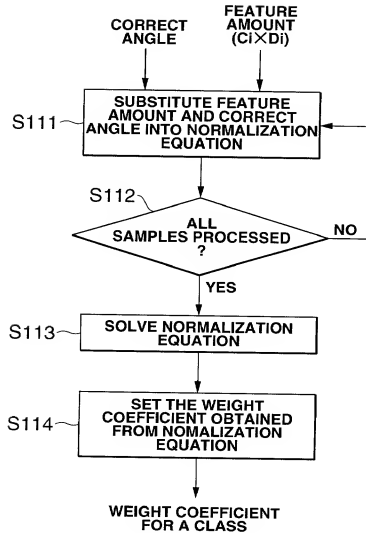 CORRECT
ANGLE
FEATURE
AMOUNT
(Ci×Di)
S111
SUBSTITUTE FEATURE
AMOUNT AND CORRECT
ANGLE INTO NORMALIZATION
EQUATION
S112
ALL
SAMPLES PROCESSED
?
NO
YES
S113
SOLVE NORMALIZATION
EQUATION
S114
SET THE WEIGHT
COEFFICIENT OBTAINED
FROM NOMALIZATION
EQUATION
WEIGHT COEFFICIENT
FOR A CLASS